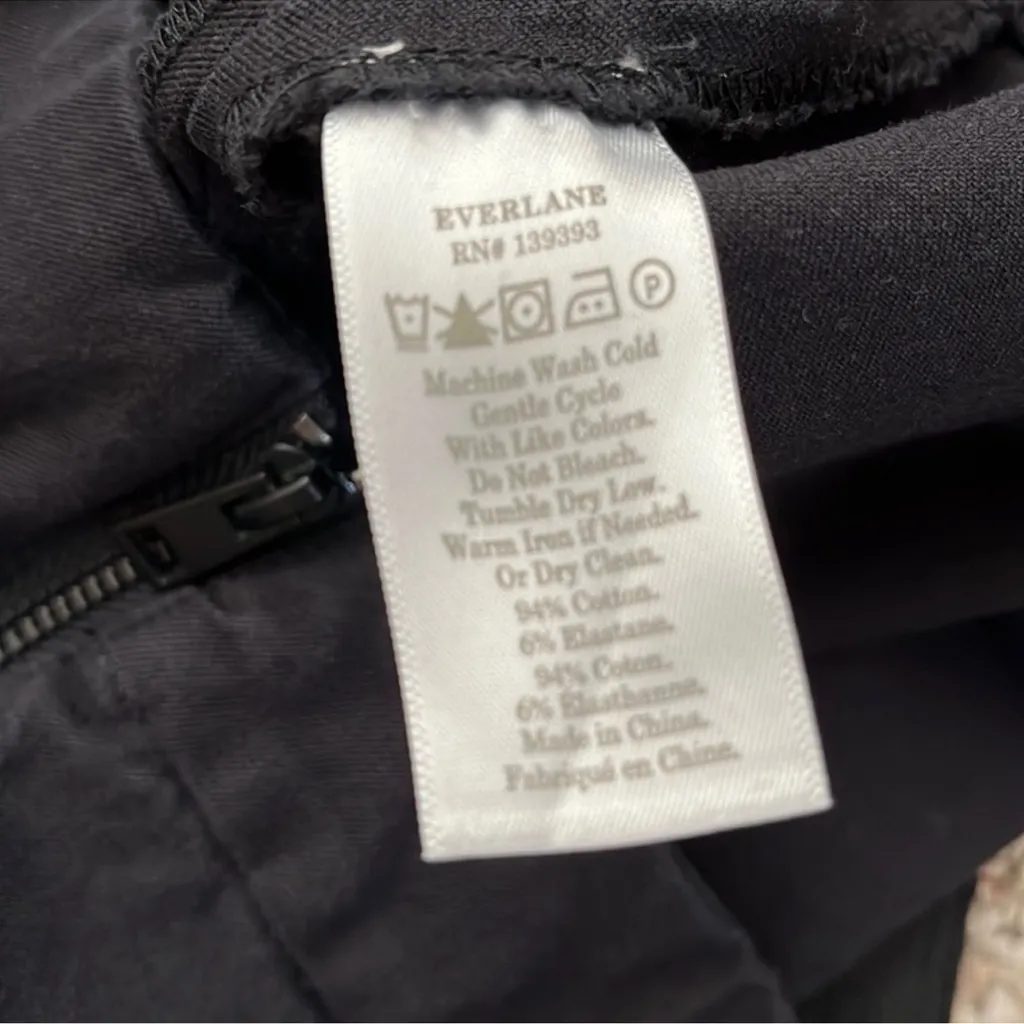 EVERLANE
RN# 139393
P
Machine Wash Cold
Gentle Cycle
With Like Colors.
Do Not Bleach.
Tumble Dry Low.
Warm Iron if Needed.
Or Dry Clean.
94% Cotton.
6% Elastane.
94% Coton.
6% Elasthanne.
Made in China.
Fabriqué en Chine.